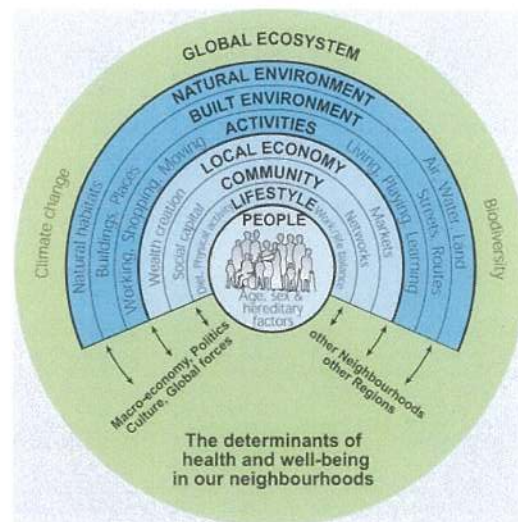 GLOBAL ECOSYSTEM
NATURAL ENVIRONMENT
BUILT ENVIRONMENT
ACTIVITIES
LOCAL ECONOMY
COMMUNITY
LIFESTYLE
PEOPLE
Climate change
Natural habitats
Buildings, Places
Working, Shopping, Moving
Wealth creation
Social capital
Diet, Physical activity
Work/life balance
Networks
Markets
Living, Playing, Learning
Streets, Routes
Air, Water, Land
Biodiversity
Age, sex &
hereditary
factors
Macro-economy, Politics
Culture, Global forces
other Neighbourhoods
other Regions
The determinants of
health and well-being
in our neighbourhoods